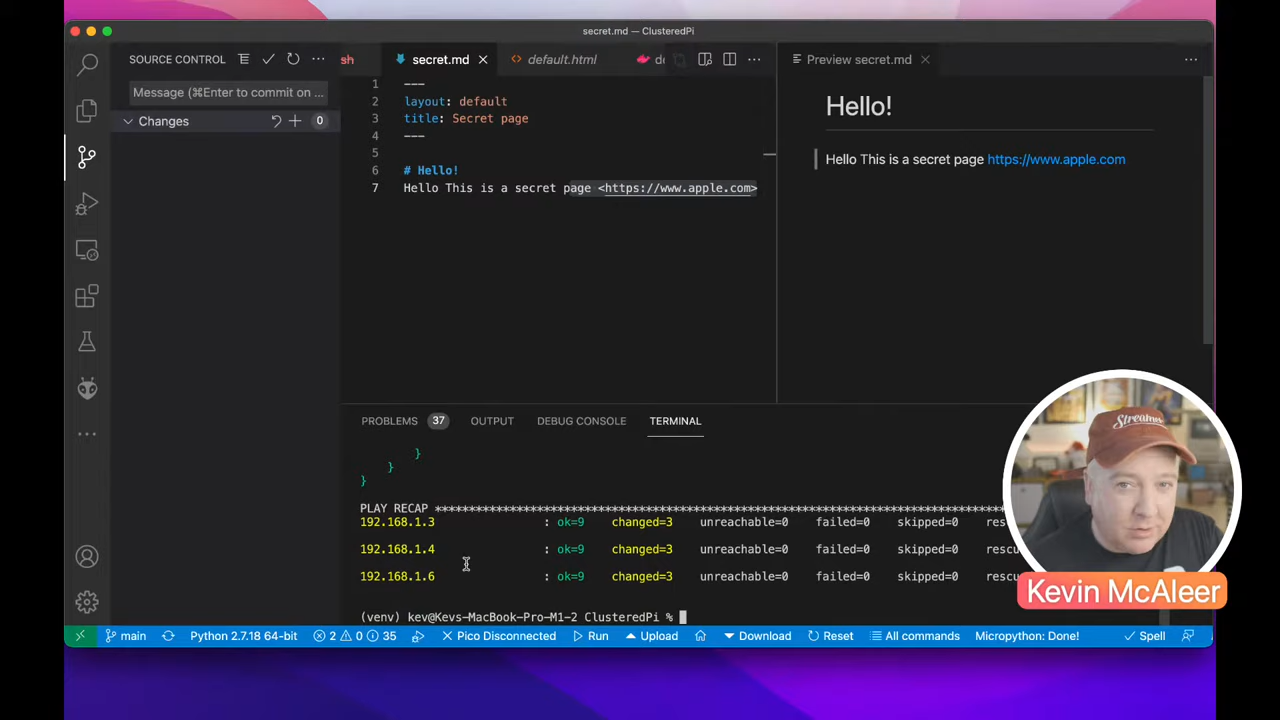 secret.md — ClusteredPi
SOURCE CONTROL
sh
secret.md
default.html
de
Preview secret.md
Message (⌘Enter to commit on ...
Changes
0
1 ---
2 layout: default
3 title: Secret page
4 ---
5
6 # Hello!
7 Hello This is a secret page <https://www.apple.com>
Hello!
Hello This is a secret page https://www.apple.com
PROBLEMS 37 OUTPUT DEBUG CONSOLE TERMINAL
}
}
}
PLAY RECAP ****************************************************************************
192.168.1.3 : ok=9 changed=3 unreachable=0 failed=0 skipped=0 resc
192.168.1.4 : ok=9 changed=3 unreachable=0 failed=0 skipped=0 resc
192.168.1.6 : ok=9 changed=3 unreachable=0 failed=0 skipped=0 resc
(venv) kev@Kevs-MacBook-Pro-M1-2 ClusteredPi %
Streams
Kevin McAleer
main Python 2.7.18 64-bit 2 0 35 Pico Disconnected Run Upload Download Reset All commands Micropython: Done! Spell